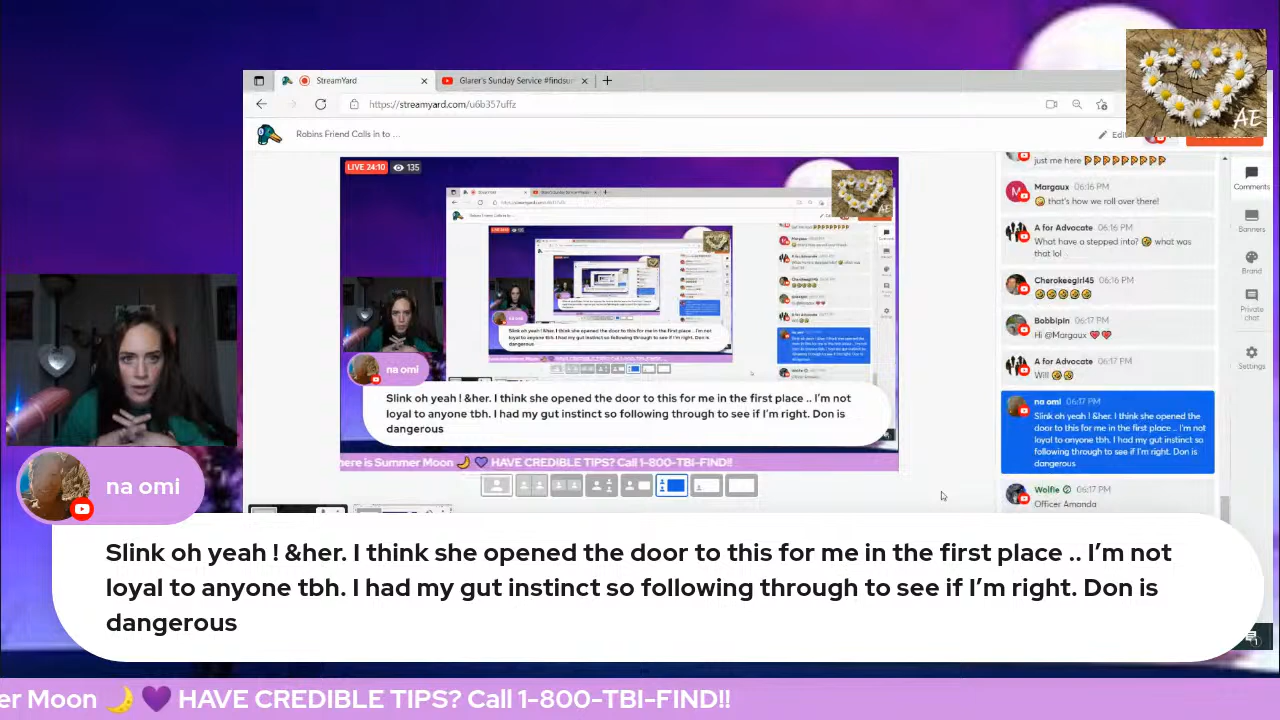 StreamYard
Glarer's Sunday Service #findsum
https://streamyard.com/u6b357uffz
Robins Friend Calls in to ...
AE
LIVE 24:10 135
AE
just me here
Margaux 06:16 PM
that's how we roll over there!
A for Advocate 06:16 PM
What have a stepped into? what was
that lol
Cherokeegirl45 06:16 PM
Bobbipin 06:17 PM
Hi @Margaux
A for Advocate 06:17 PM
Will
na omi 06:17 PM
Slink oh yeah ! &her. I think she opened the
door to this for me in the first place .. I'm not
loyal to anyone tbh. I had my gut instinct so
following through to see if I'm right. Don is
dangerous
Wolfie 06:17 PM
Officer Amanda
Comments
Banners
Brand
Private
chat
Settings
na omi
Slink oh yeah ! &her. I think she opened the door to this for me in the first place .. I'm not
loyal to anyone tbh. I had my gut instinct so following through to see if I'm right. Don is
dangerous
here is Summer Moon 🌙 💜 HAVE CREDIBLE TIPS? Call 1-800-TBI-FIND!!
na omi
Slink oh yeah ! &her. I think she opened the door to this for me in the first place .. I'm not
loyal to anyone tbh. I had my gut instinct so following through to see if I'm right. Don is
dangerous
er Moon 🌙 💜 HAVE CREDIBLE TIPS? Call 1-800-TBI-FIND!!